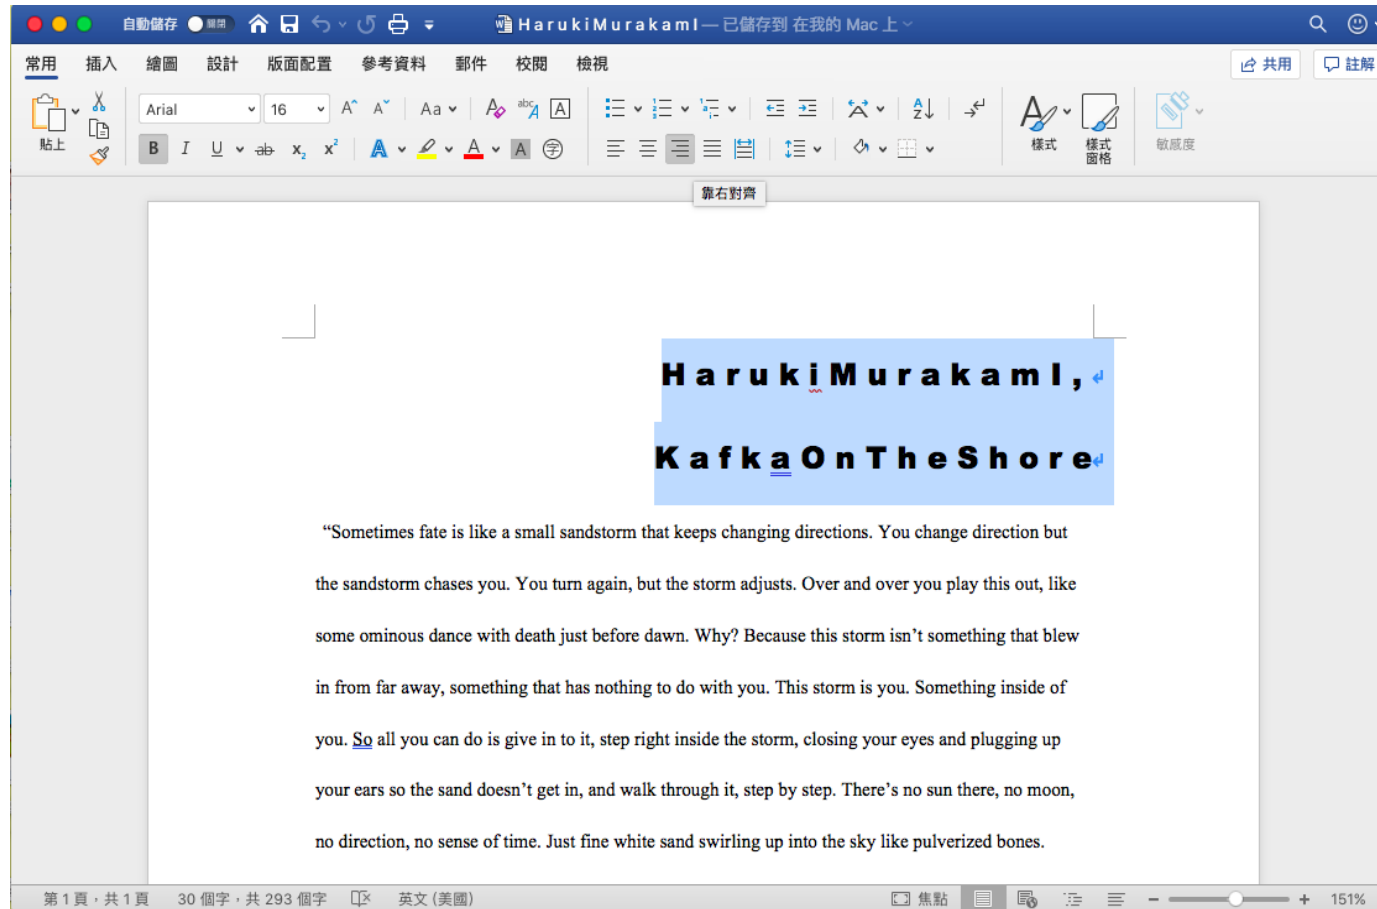 自動儲存 關閉 HarukiMurakamI — 已儲存到 在我的 Mac 上
常用 插入 繪圖 設計 版面配置 參考資料 郵件 校閱 檢視 共用 註解
貼上 Arial 16 A A Aa A abc A A
B I U ab x₂ x² A A A 字 樣式 樣式窗格 敏感度
靠右對齊
H a r u k i M u r a k a m I ,
K a f k a O n T h e S h o r e
“Sometimes fate is like a small sandstorm that keeps changing directions. You change direction but
the sandstorm chases you. You turn again, but the storm adjusts. Over and over you play this out, like
some ominous dance with death just before dawn. Why? Because this storm isn’t something that blew
in from far away, something that has nothing to do with you. This storm is you. Something inside of
you. So all you can do is give in to it, step right inside the storm, closing your eyes and plugging up
your ears so the sand doesn’t get in, and walk through it, step by step. There’s no sun there, no moon,
no direction, no sense of time. Just fine white sand swirling up into the sky like pulverized bones.
第 1 頁，共 1 頁 30 個字，共 293 個字 英文 (美國) 焦點 151%